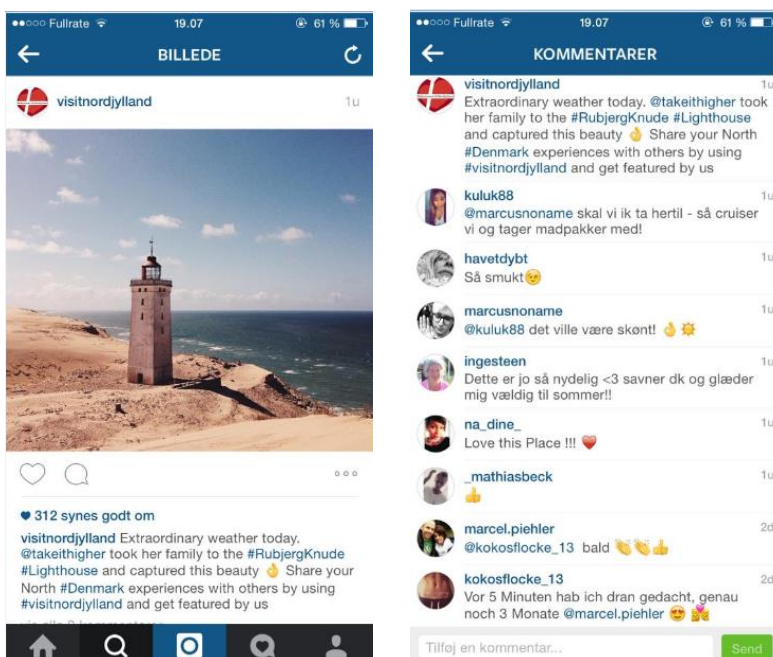 ●●○○○ Fullrate 19.07 61 %
BILLEDE
visitnordjylland 1u
312 synes godt om
visitnordjylland Extraordinary weather today.
@takeithigher took her family to the #RubjergKnude
#Lighthouse and captured this beauty 👌 Share your
North #Denmark experiences with others by using
#visitnordjylland and get featured by us
●●○○○ Fullrate 19.07 61 %
KOMMENTARER
visitnordjylland 1u
Extraordinary weather today. @takeithigher took
her family to the #RubjergKnude #Lighthouse
and captured this beauty 👌 Share your North
#Denmark experiences with others by using
#visitnordjylland and get featured by us
kuluk88 1u
@marcusnoname skal vi ik ta hertil - så cruiser
vi og tager madpakker med!
havetdybt 1u
Så smukt😉
marcusnoname 1u
@kuluk88 det ville være skønt! 👌☀️
ingesteen 1u
Dette er jo så nydelig <3 savner dk og glæder
mig vældig til sommer!!
na_dine_ 1u
Love this Place !!! ❤️
_mathiasbeck 1u
👍
marcel.piehler 2d
@kokosflocke_13 bald 👏👏👍
kokosflocke_13 2d
Vor 5 Minuten hab ich dran gedacht, genau
noch 3 Monate @marcel.piehler 😍💏
Tilføj en kommentar...
Send